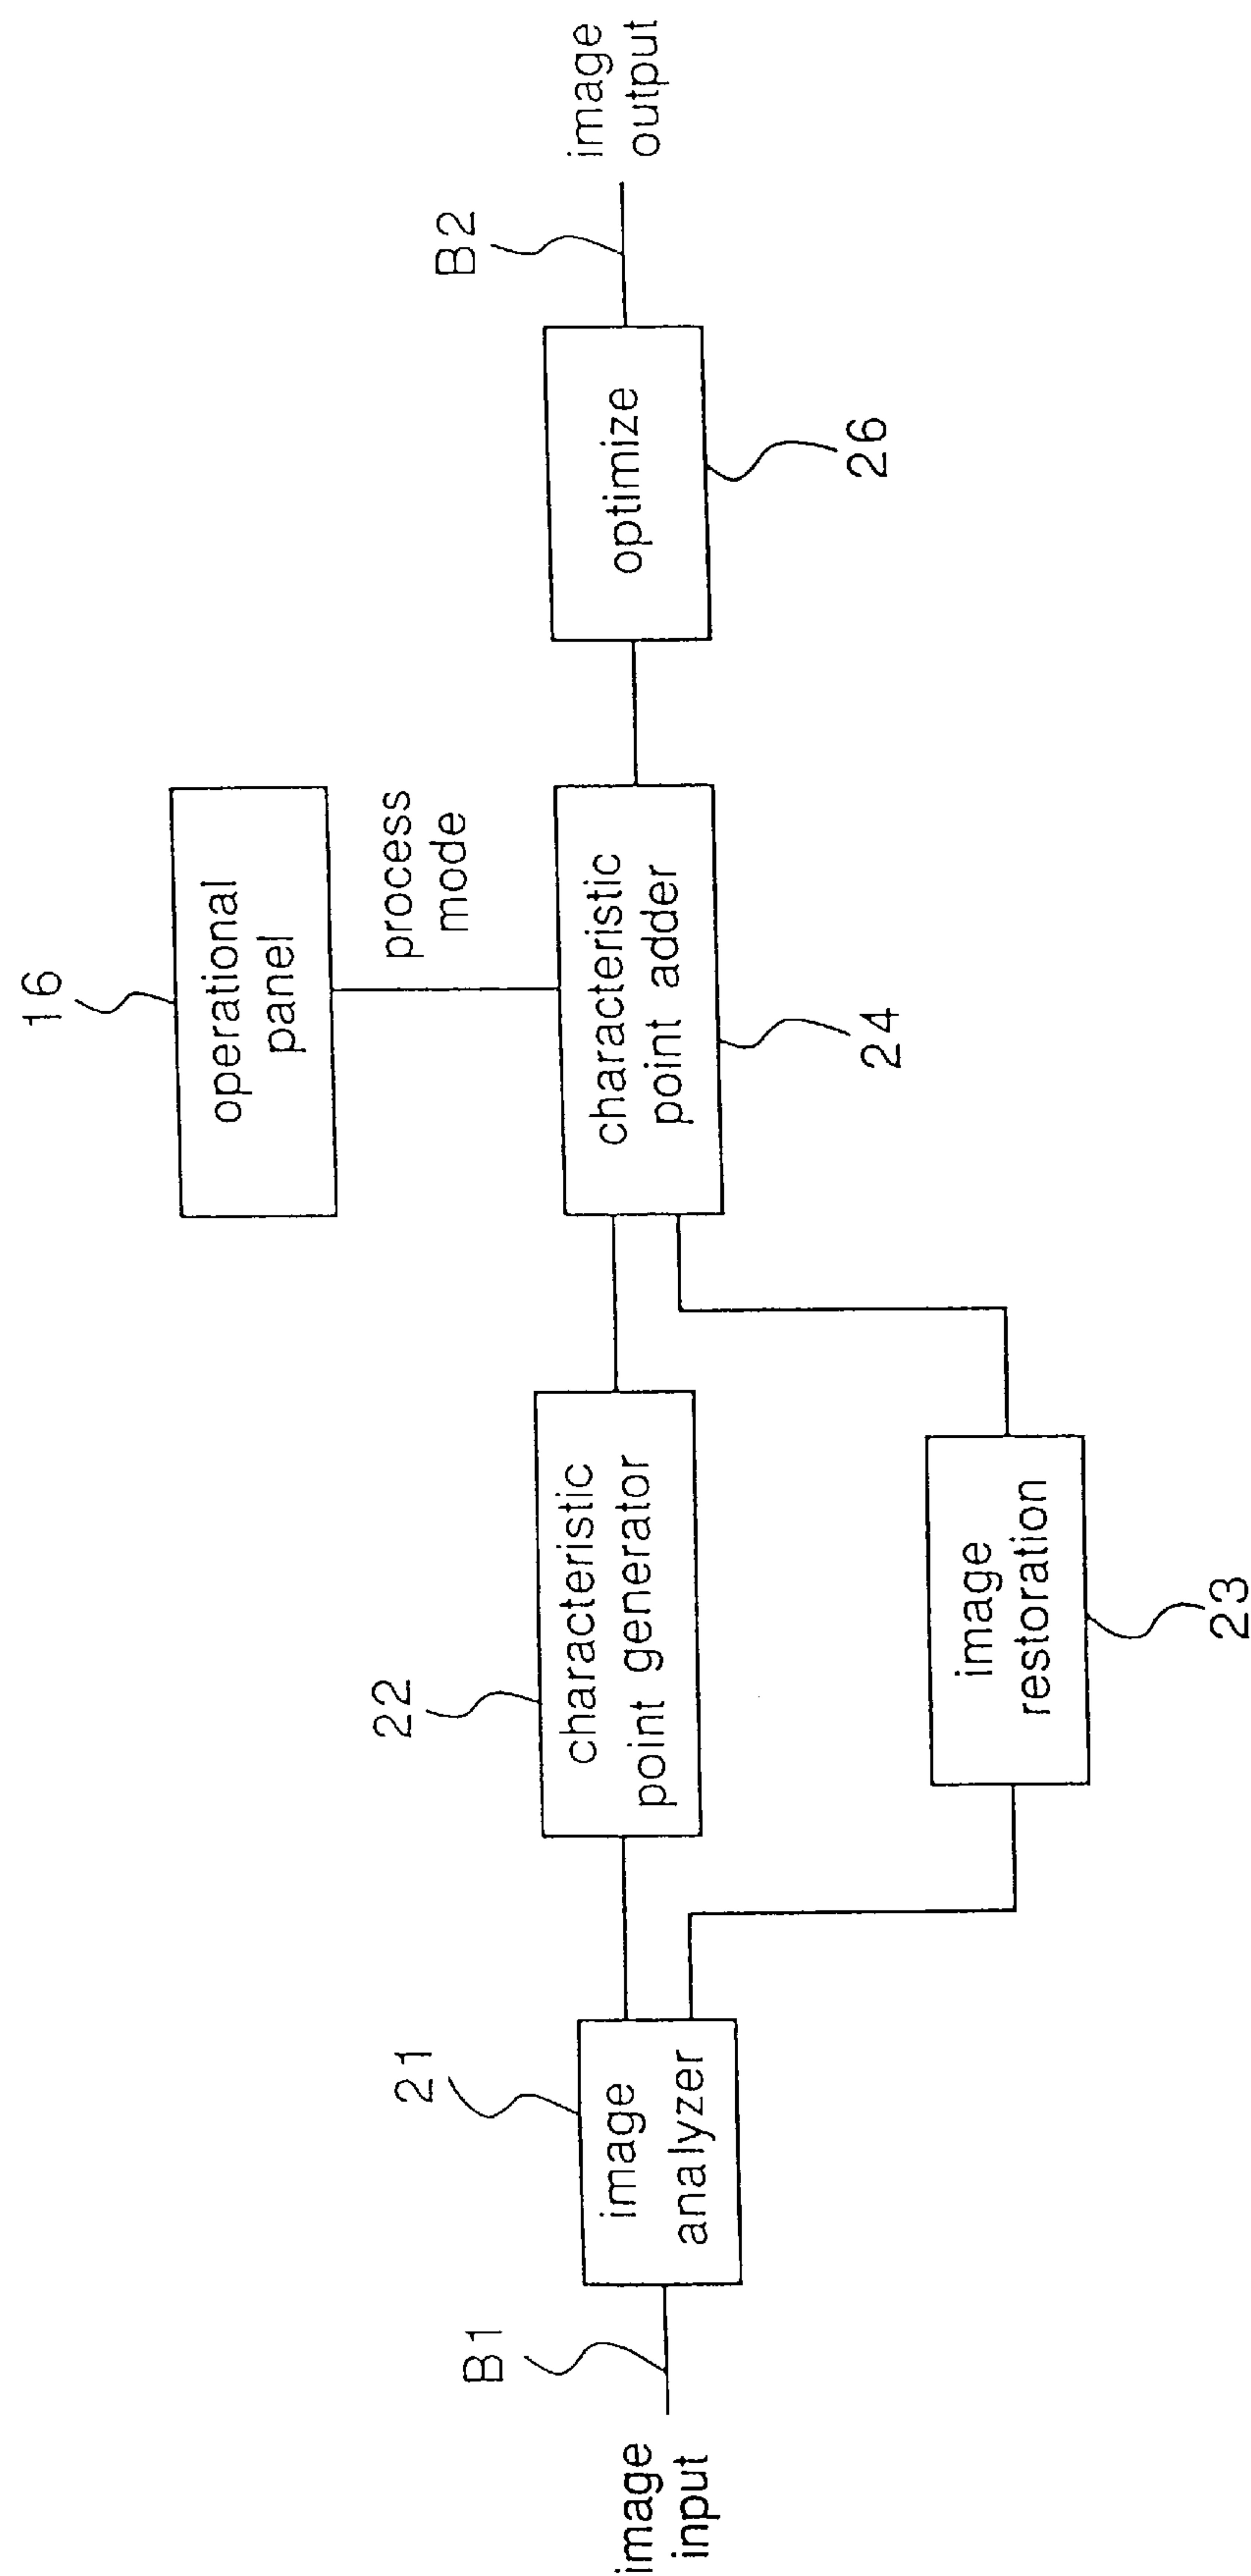 image
input
B1
image
analyzer
21
characteristic
point generator
22
image
restoration
23
operational
panel
16
process
mode
characteristic
point adder
24
optimize
26
B2
image
output